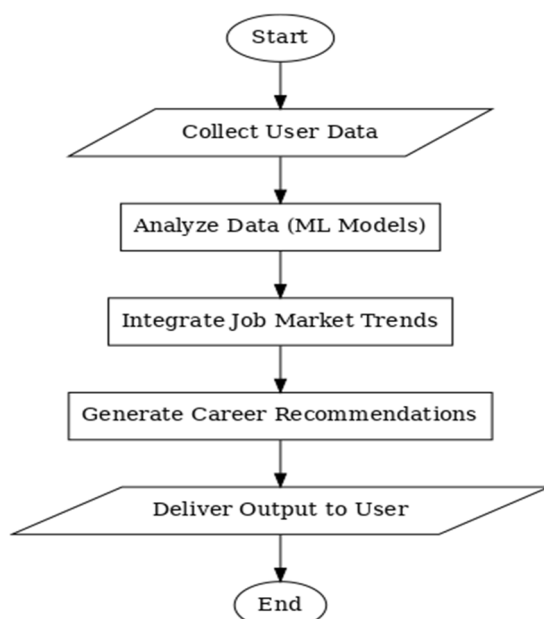 Start
Collect User Data
Analyze Data (ML Models)
Integrate Job Market Trends
Generate Career Recommendations
Deliver Output to User
End